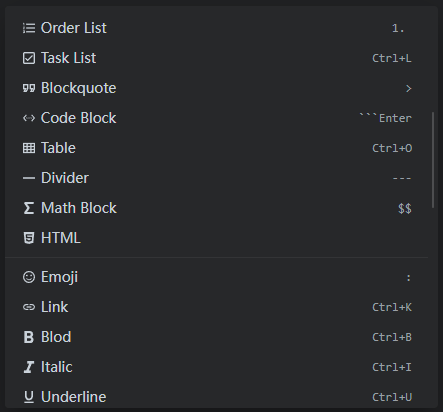 Order List 1.
Task List Ctrl+L
Blockquote >
Code Block ```Enter
Table Ctrl+O
Divider ---
Math Block $$
HTML
Emoji :
Link Ctrl+K
Blod Ctrl+B
Italic Ctrl+I
Underline Ctrl+U